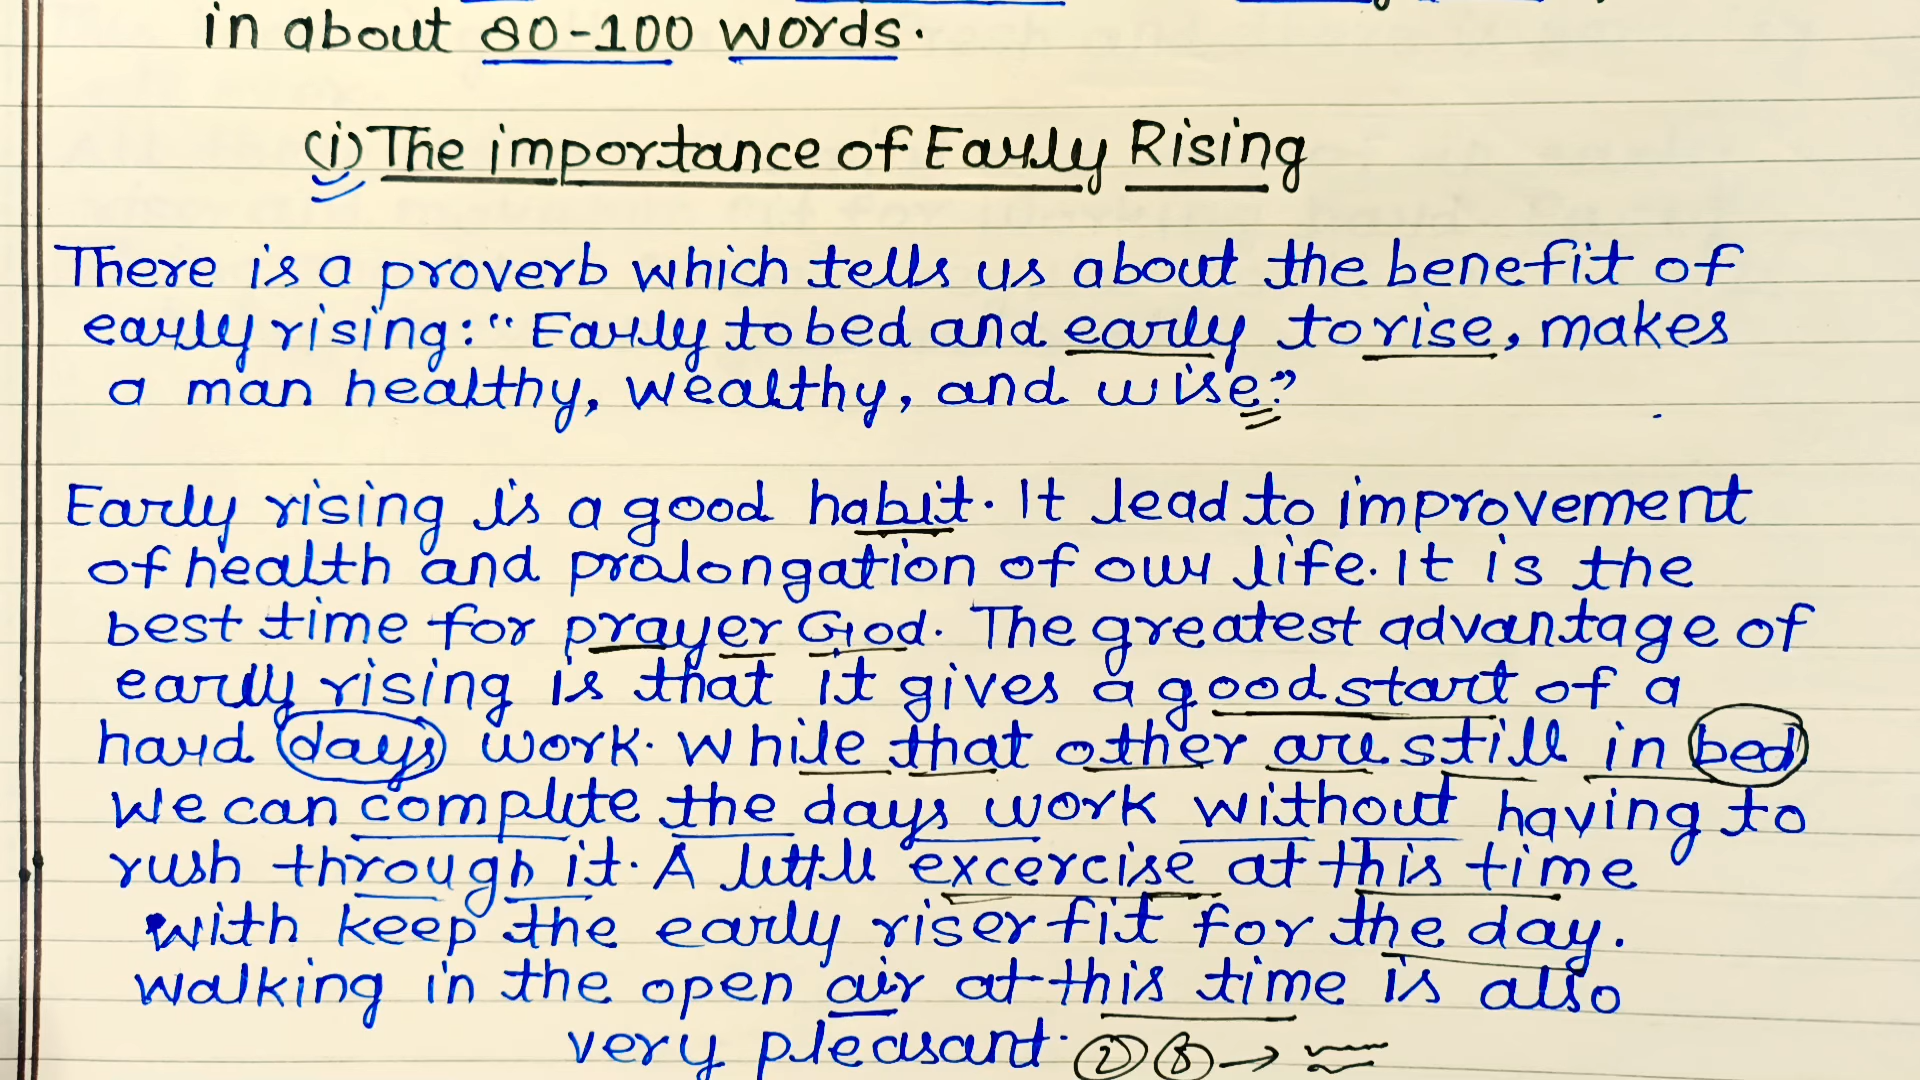 in about 80-100 words.
(i) The importance of Early Rising
There is a proverb which tells us about the benefit of
early rising: "Early to bed and early to rise, makes
a man healthy, wealthy, and wise."
Early rising is a good habit. It lead to improvement
of health and prolongation of our life. It is the
best time for prayer God. The greatest advantage of
early rising is that it gives a good start of a
hard days work. While that other are still in bed
We can complete the days work without having to
rush through it. A little excercise at this time
with keep the early riser fit for the day.
Walking in the open air at this time is also
very pleasant.